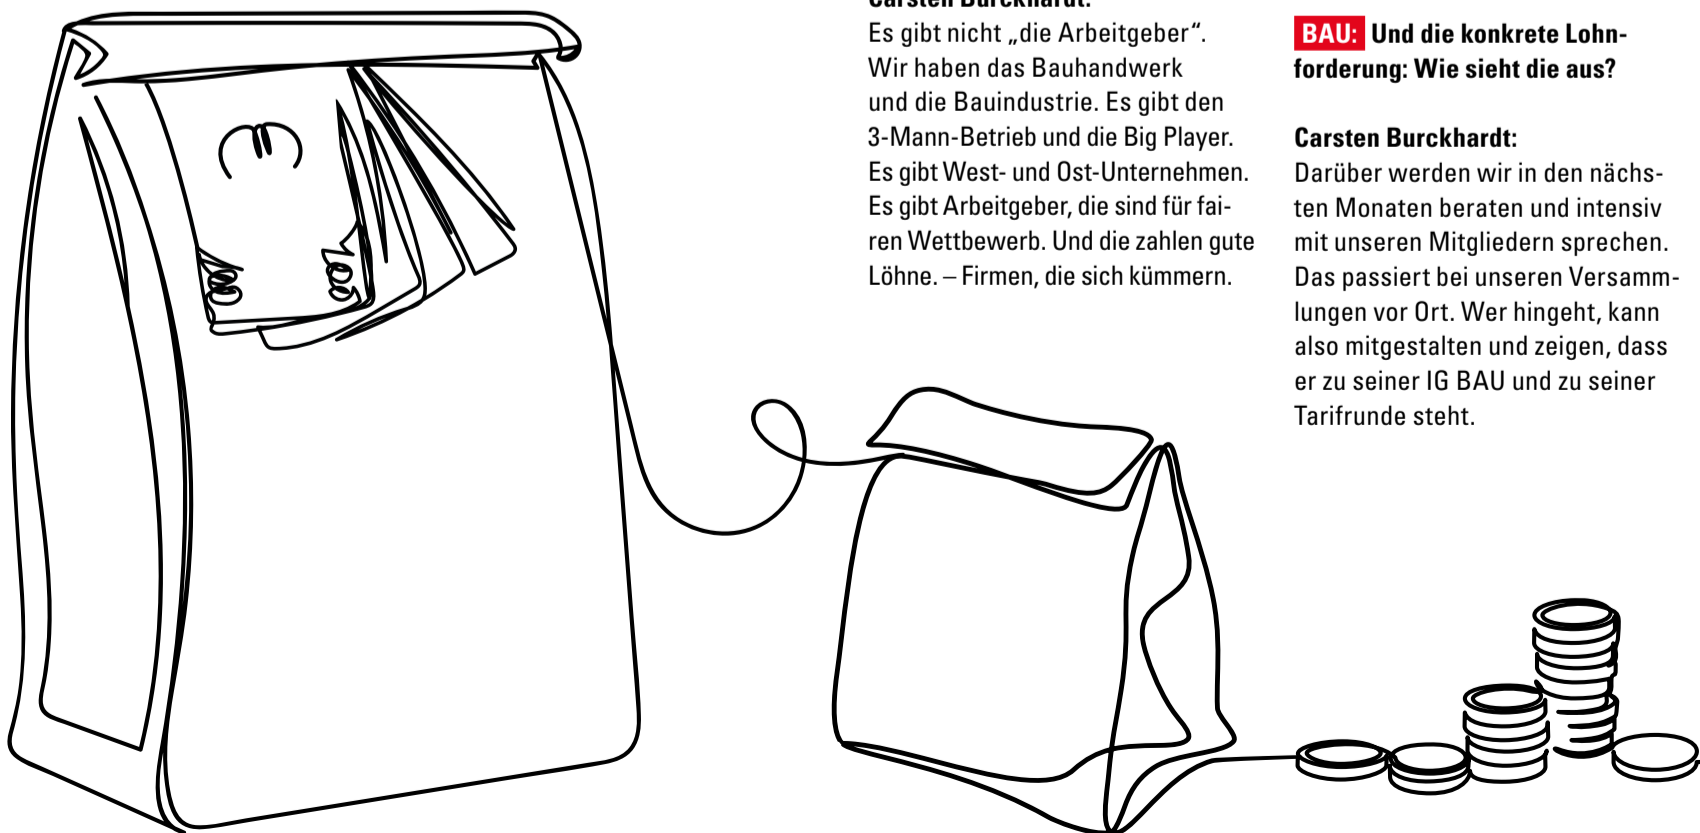 Carsten Burckhardt:
Es gibt nicht „die Arbeitgeber“.
Wir haben das Bauhandwerk
und die Bauindustrie. Es gibt den
3-Mann-Betrieb und die Big Player.
Es gibt West- und Ost-Unternehmen.
Es gibt Arbeitgeber, die sind für fai-
ren Wettbewerb. Und die zahlen gute
Löhne. – Firmen, die sich kümmern.
BAU: Und die konkrete Lohn-
forderung: Wie sieht die aus?
Carsten Burckhardt:
Darüber werden wir in den nächs-
ten Monaten beraten und intensiv
mit unseren Mitgliedern sprechen.
Das passiert bei unseren Versamm-
lungen vor Ort. Wer hingeht, kann
also mitgestalten und zeigen, dass
er zu seiner IG BAU und zu seiner
Tarifrunde steht.